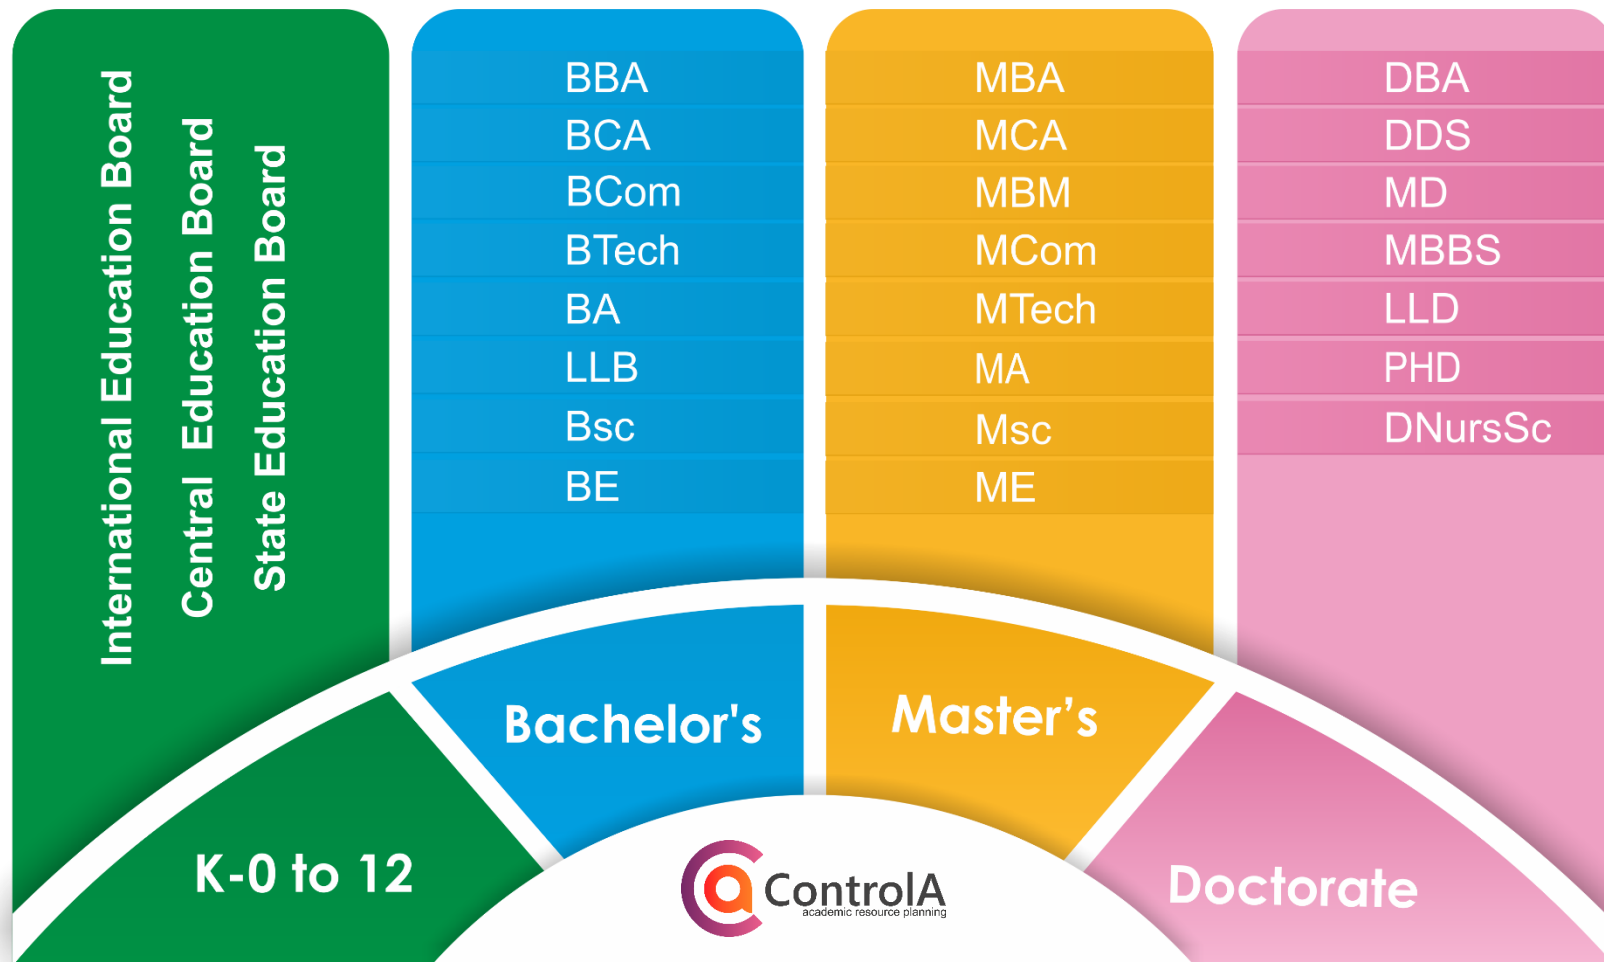 International Education Board
Central Education Board
State Education Board
BBA
BCA
BCom
BTech
BA
LLB
Bsc
BE
MBA
MCA
MBM
MCom
MTech
MA
Msc
ME
DBA
DDS
MD
MBBS
LLD
PHD
DNursSc
K-0 to 12
Bachelor's
Master’s
Doctorate
ControlA
academic resource planning